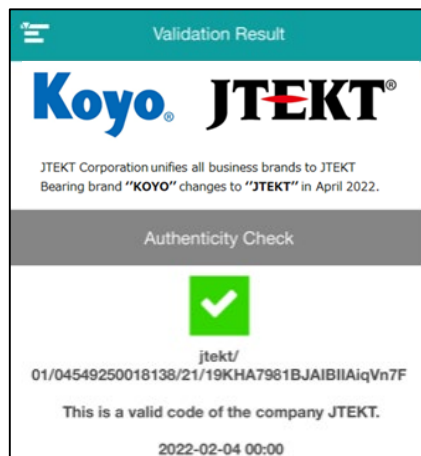 Validation Result
Koyo® JTEKT®
JTEKT Corporation unifies all business brands to JTEKT
Bearing brand “KOYO” changes to “JTEKT” in April 2022.
Authenticity Check
jtekt/
01/04549250018138/21/19KHA7981BJAIBIIAiqVn7F
This is a valid code of the company JTEKT.
2022-02-04 00:00